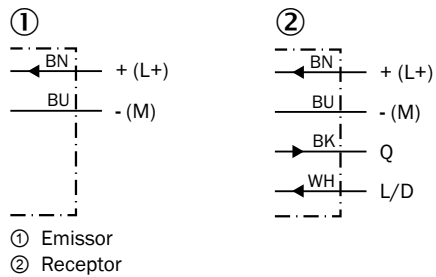 ① ②
BN + (L+)
BU - (M)
BN + (L+)
BU - (M)
BK Q
WH L/D
① Emissor
② Receptor